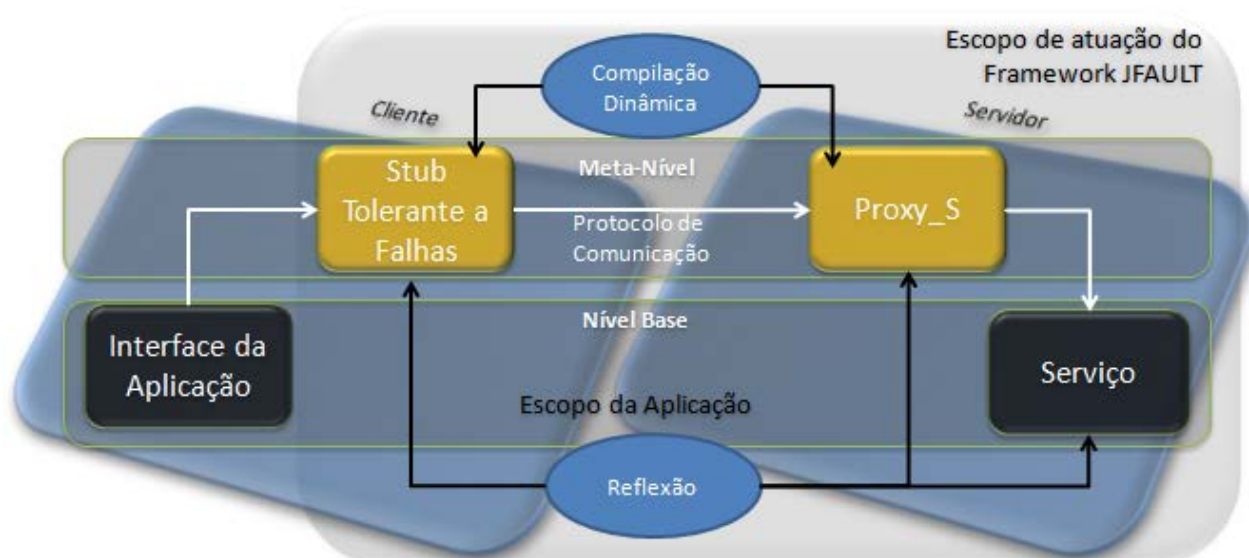 Escopo de atuação do
Framework JFAULT
Compilação
Dinâmica
Cliente
Servidor
Meta-Nível
Stub
Tolerante a
Falhas
Protocolo de
Comunicação
Proxy_S
Nível Base
Interface da
Aplicação
Serviço
Escopo da Aplicação
Reflexão